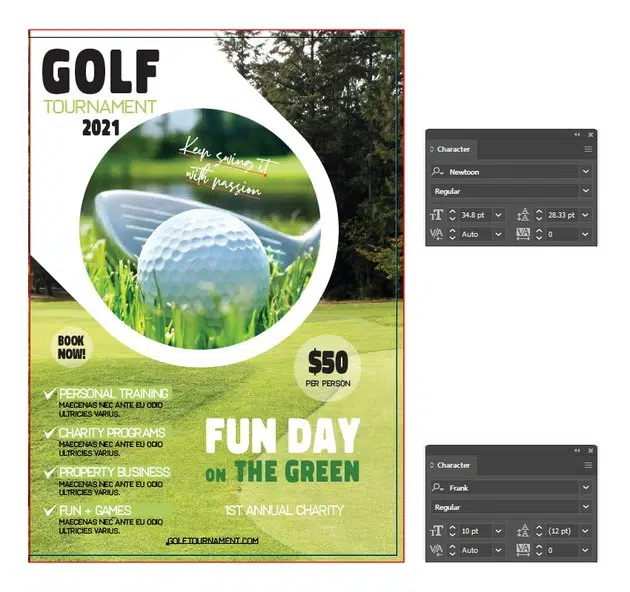 GOLF
TOURNAMENT
2021
Keep swing it
with passion
BOOK
NOW!
$50
PER PERSON
PERSONAL TRAINING
MAECENAS NEC ANTE EU ODIO
ULTRICIES VARIUS.
CHARITY PROGRAMS
MAECENAS NEC ANTE EU ODIO
ULTRICIES VARIUS.
PROPERTY BUSINESS
MAECENAS NEC ANTE EU ODIO
ULTRICIES VARIUS.
FUN + GAMES
MAECENAS NEC ANTE EU ODIO
ULTRICIES VARIUS.
FUN DAY
ON THE GREEN
1ST ANNUAL CHARITY
GOLFTOURNAMENT.COM
Character
Newtoon
Regular
34.8 pt 28.33 pt
Auto 0
Character
Frank
Regular
10 pt (12 pt)
Auto 0